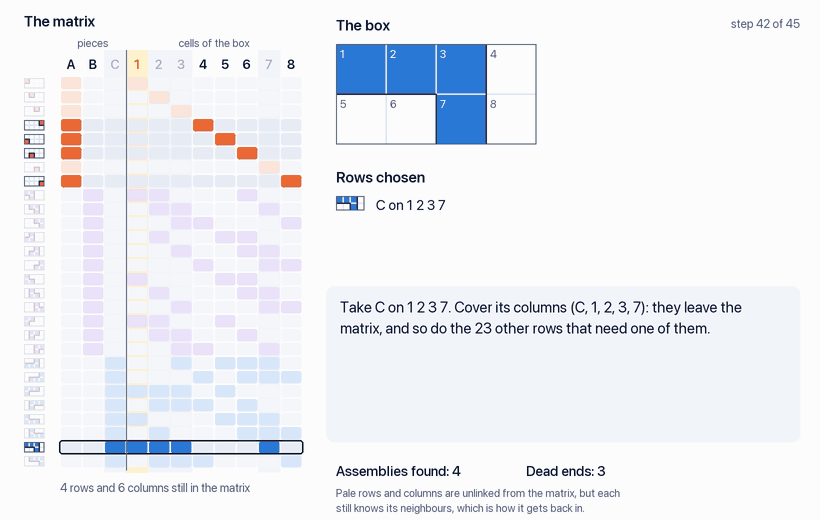 The matrix
pieces cells of the box
A B C 1 2 3 4 5 6 7 8
4 rows and 6 columns still in the matrix
The box
step 42 of 45
1 2 3 4
5 6 7 8
Rows chosen
C on 1 2 3 7
Take C on 1 2 3 7. Cover its columns (C, 1, 2, 3, 7): they leave the
matrix, and so do the 23 other rows that need one of them.
Assemblies found: 4 Dead ends: 3
Pale rows and columns are unlinked from the matrix, but each
still knows its neighbours, which is how it gets back in.